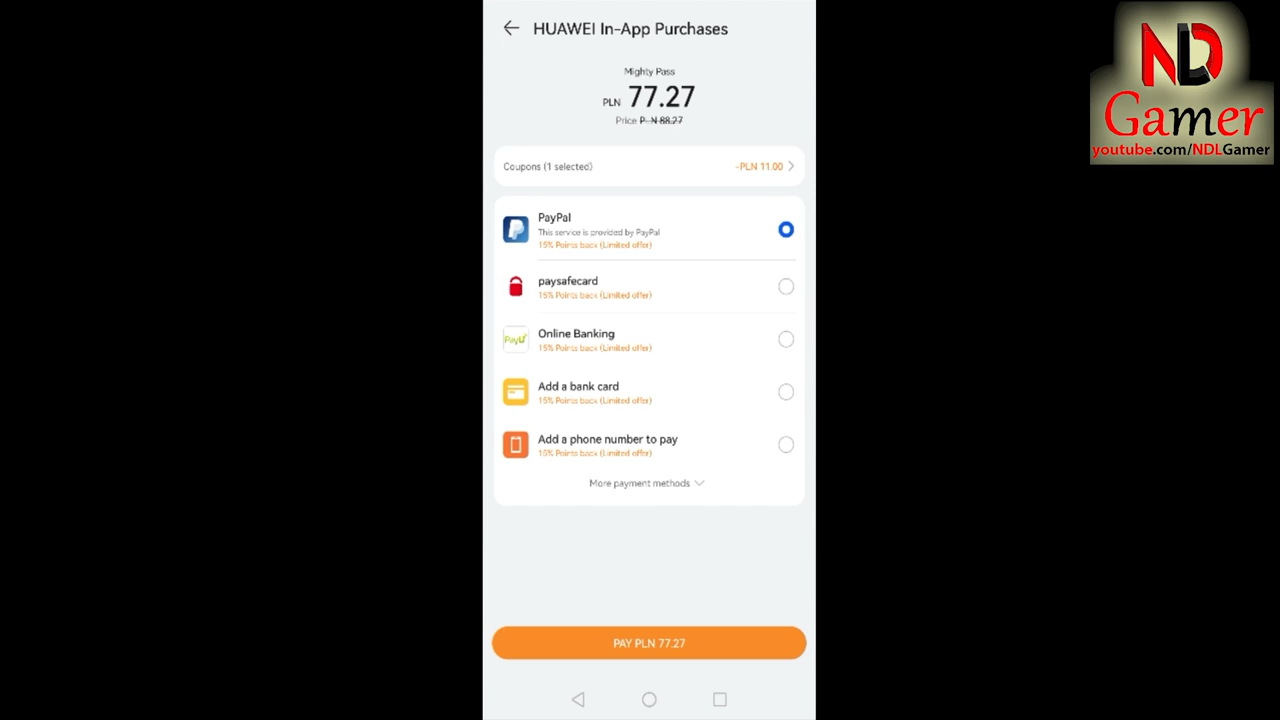 HUAWEI In-App Purchases
Mighty Pass
PLN 77.27
Price PLN 88.27
Coupons (1 selected) -PLN 11.00
PayPal
This service is provided by PayPal
15% Points back (Limited offer)
paysafecard
15% Points back (Limited offer)
PayU
Online Banking
15% Points back (Limited offer)
Add a bank card
15% Points back (Limited offer)
Add a phone number to pay
15% Points back (Limited offer)
More payment methods
PAY PLN 77.27
ND
Gamer
youtube.com/NDLGamer